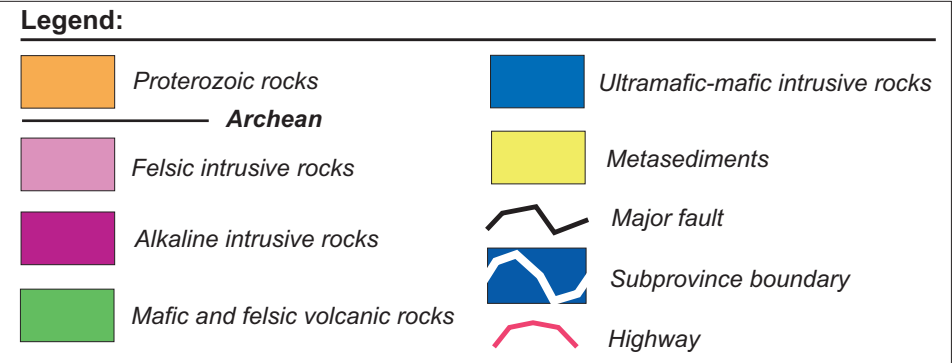 Legend:
Proterozoic rocks
Archean
Felsic intrusive rocks
Alkaline intrusive rocks
Mafic and felsic volcanic rocks
Ultramafic-mafic intrusive rocks
Metasediments
Major fault
Subprovince boundary
Highway